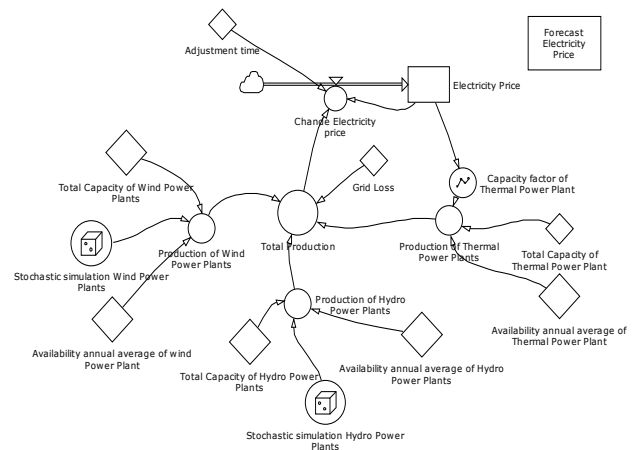 Forecast
Electricity
Price
Adjustment time
Electricity Price
Change Electricity
price
Grid Loss
Capacity factor of
Thermal Power Plant
Total Capacity of Wind Power
Plants
Production of Wind
Power Plants
Total Production
Production of Thermal
Power Plants
Total Capacity of
Thermal Power Plant
Stochastic simulation Wind Power
Plants
Availability annual average of wind
Power Plant
Production of Hydro
Power Plants
Availability annual average of
Thermal Power Plant
Total Capacity of Hydro Power
Plants
Availability annual average of Hydro
Power Plants
Stochastic simulation Hydro Power
Plants